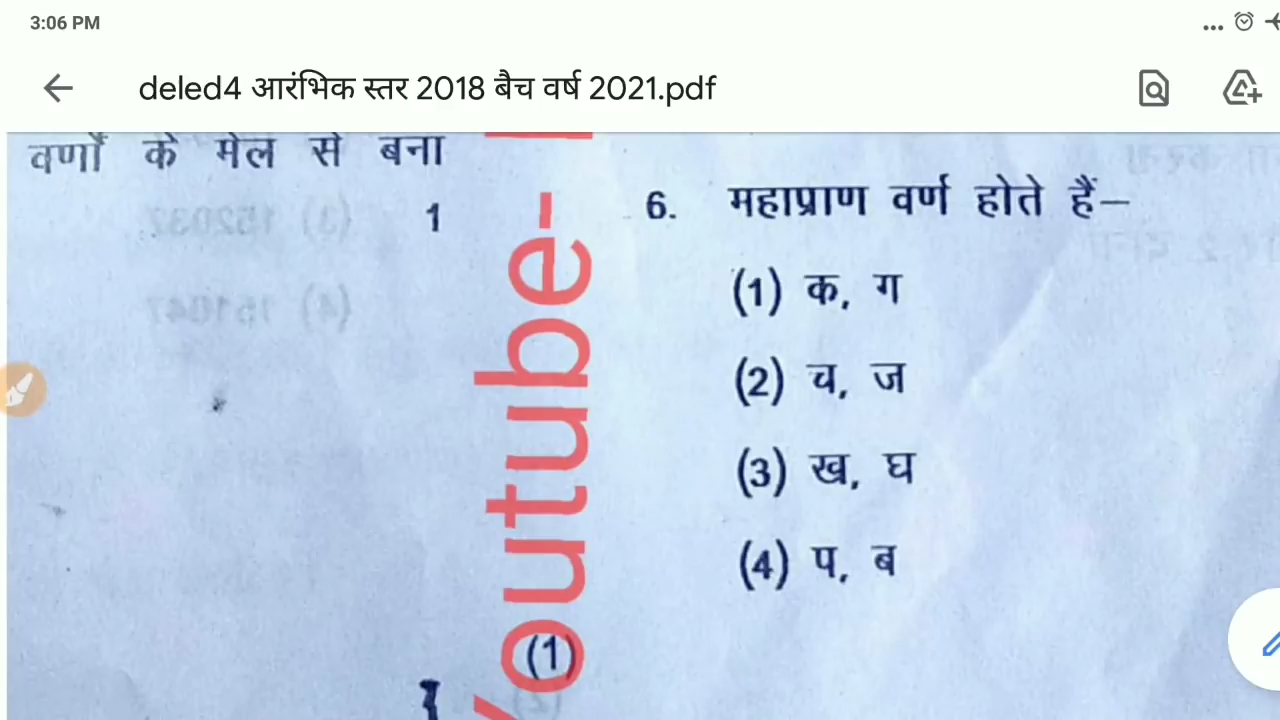 3:06 PM
deled4 आरंभिक स्तर 2018 बैच वर्ष 2021.pdf
वर्णों के मेल से बना
1
Youtube-
(1)
6. महाप्राण वर्ण होते हैं–
(1) क, ग
(2) च, ज
(3) ख, घ
(4) प, ब